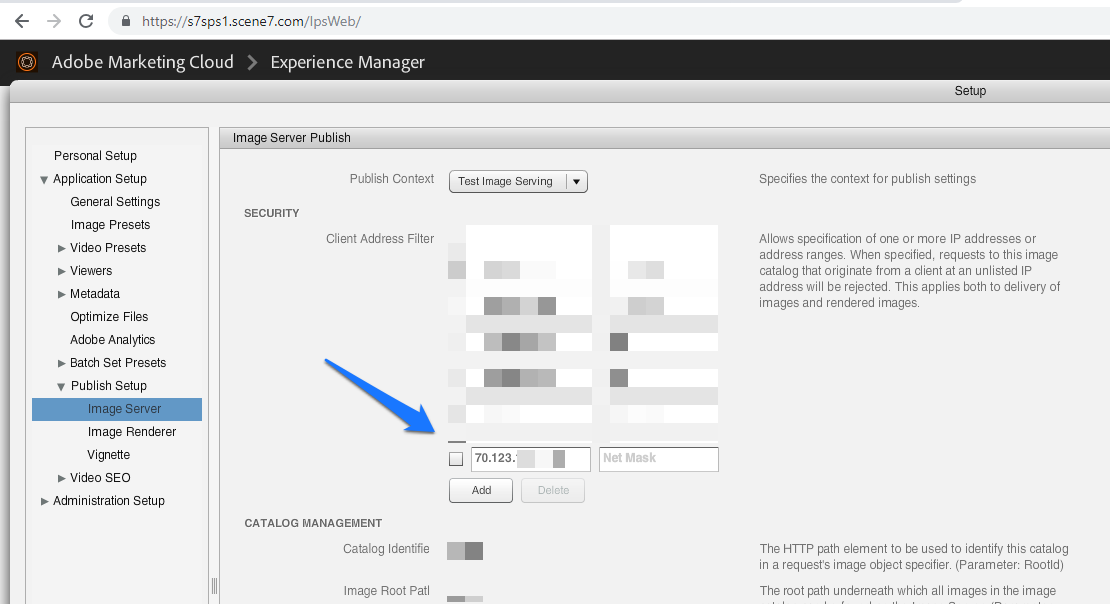 https://s7sps1.scene7.com/IpsWeb/
Adobe Marketing Cloud
Experience Manager
Setup
Personal Setup
Application Setup
General Settings
Image Presets
Video Presets
Viewers
Metadata
Optimize Files
Adobe Analytics
Batch Set Presets
Publish Setup
Image Server
Image Renderer
Vignette
Video SEO
Administration Setup
Image Server Publish
Publish Context
Test Image Serving
Specifies the context for publish settings
SECURITY
Client Address Filter
Allows specification of one or more IP addresses or
address ranges. When specified, requests to this image
catalog that originate from a client at an unlisted IP
address will be rejected. This applies both to delivery of
images and rendered images.
70.123.
Net Mask
Add
Delete
CATALOG MANAGEMENT
Catalog Identifie
The HTTP path element to be used to identify this catalog
in a request's image object specifier. (Parameter: RootId)
Image Root Patl
The root path underneath which all images in the image